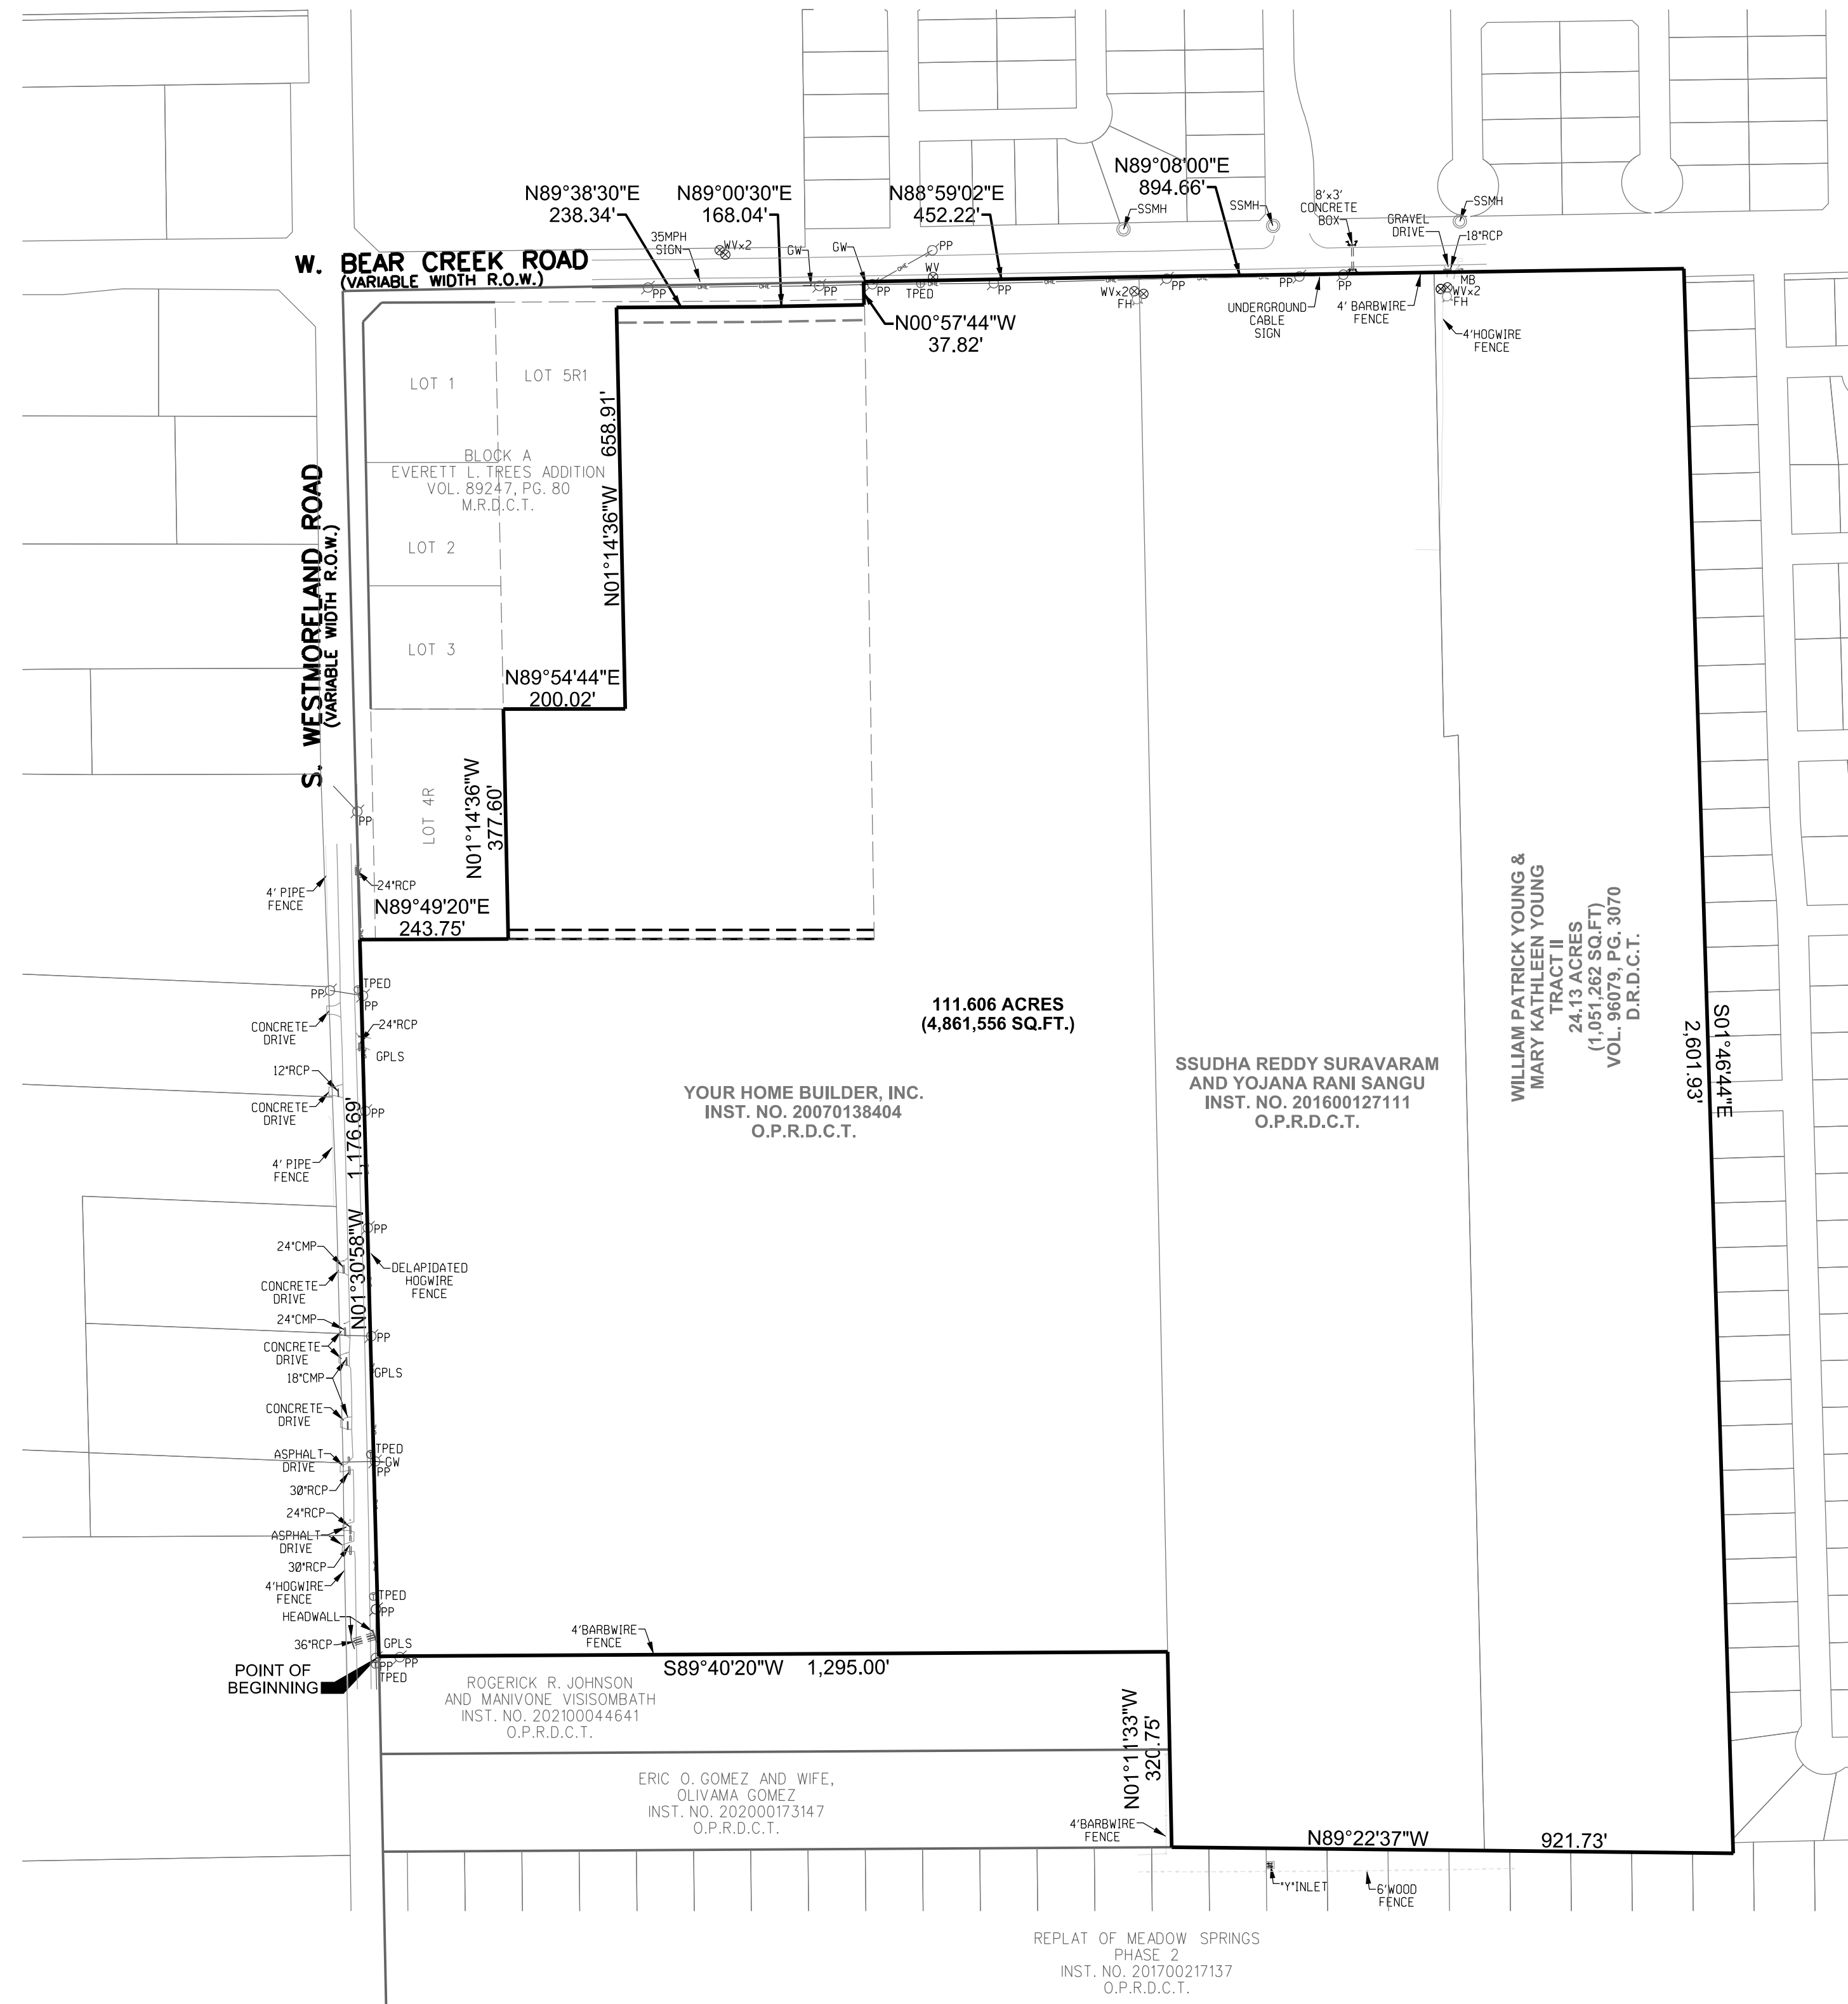 N89°38'30"E
238.34'
N89°00'30"E
168.04'
N88°59'02"E
452.22'
N89°08'00"E
894.66'
8'x3'
CONCRETE
BOX
SSMH
SSMH
SSMH
GRAVEL
DRIVE
18"RCP
35MPH
SIGN
WVx2
GW
GW
PP
W. BEAR CREEK ROAD
(VARIABLE WIDTH R.O.W.)
PP
PP
PP
WV
TPED
PP
WVx2
FH
PP
PP
PP
MB
WVx2
FH
UNDERGROUND
CABLE
SIGN
4' BARBWIRE
FENCE
4'HOGWIRE
FENCE
N00°57'44"W
37.82'
LOT 1
LOT 5R1
BLOCK A
EVERETT L. TREES ADDITION
VOL. 89247, PG. 80
M.R.D.C.T.
N01°14'36"W 658.91'
S. WESTMORELAND ROAD
(VARIABLE WIDTH R.O.W.)
LOT 2
LOT 3
N89°54'44"E
200.02'
LOT 4R
N01°14'36"W
377.60'
PP
24"RCP
4' PIPE
FENCE
N89°49'20"E
243.75'
PP
TPED
PP
CONCRETE
DRIVE
24"RCP
GPLS
12"RCP
CONCRETE
DRIVE
PP
4' PIPE
FENCE
N01°30'58"W 1,176.69'
PP
24"CMP
CONCRETE
DRIVE
DELAPIDATED
HOGWIRE
FENCE
24"CMP
PP
CONCRETE
DRIVE
18"CMP
GPLS
CONCRETE
DRIVE
TPED
GW
PP
ASPHALT
DRIVE
30"RCP
24"RCP
ASPHALT
DRIVE
30"RCP
4'HOGWIRE
FENCE
TPED
PP
HEADWALL
36"RCP
GPLS
PP
PP
TPED
POINT OF
BEGINNING
111.606 ACRES
(4,861,556 SQ.FT.)
YOUR HOME BUILDER, INC.
INST. NO. 20070138404
O.P.R.D.C.T.
SSUDHA REDDY SURAVARAM
AND YOJANA RANI SANGU
INST. NO. 201600127111
O.P.R.D.C.T.
WILLIAM PATRICK YOUNG &
MARY KATHLEEN YOUNG
TRACT II
24.13 ACRES
(1,051,262 SQ.FT)
VOL. 96079, PG. 3070
D.R.D.C.T.
S01°46'44"E
2,601.93'
4'BARBWIRE
FENCE
S89°40'20"W 1,295.00'
ROGERICK R. JOHNSON
AND MANIVONE VISISOMBATH
INST. NO. 202100044641
O.P.R.D.C.T.
N01°11'33"W
320.75'
ERIC O. GOMEZ AND WIFE,
OLIVAMA GOMEZ
INST. NO. 202000173147
O.P.R.D.C.T.
4'BARBWIRE
FENCE
N89°22'37"W 921.73'
"Y"INLET
6'WOOD
FENCE
REPLAT OF MEADOW SPRINGS
PHASE 2
INST. NO. 201700217137
O.P.R.D.C.T.